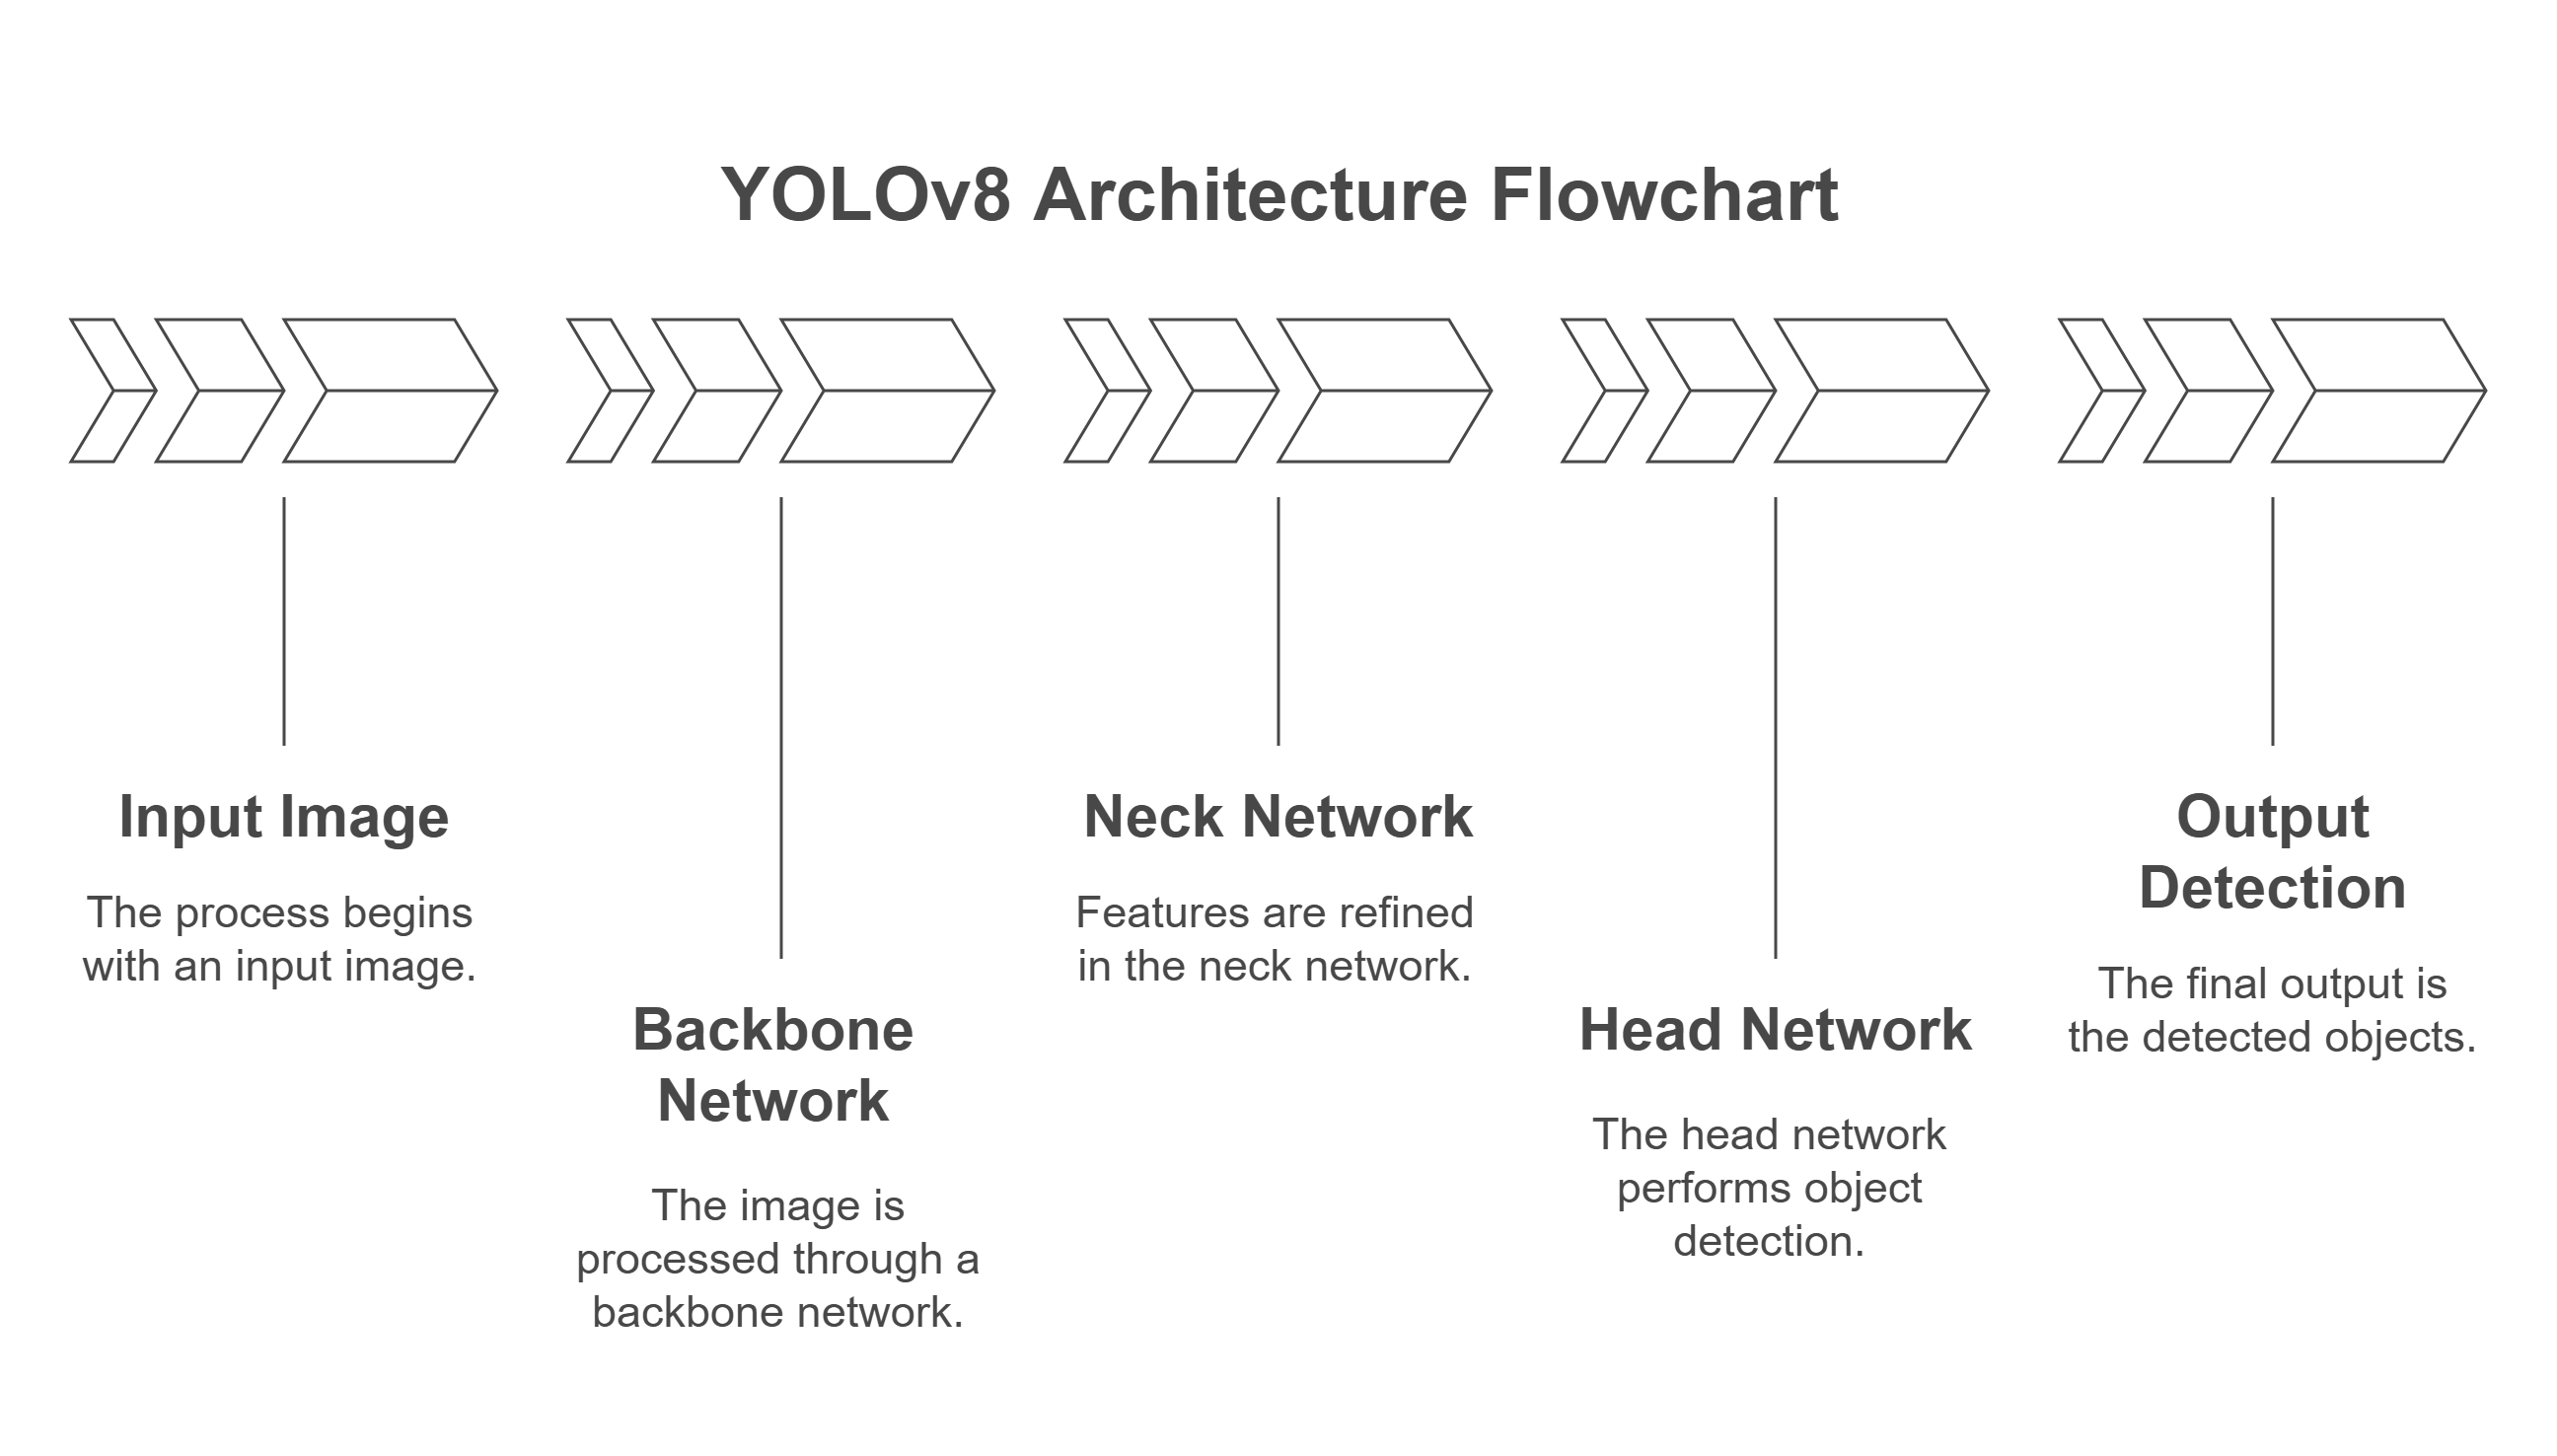 YOLOv8 Architecture Flowchart
Input Image
The process begins
with an input image.
Backbone
Network
The image is
processed through a
backbone network.
Neck Network
Features are refined
in the neck network.
Head Network
The head network
performs object
detection.
Output
Detection
The final output is
the detected objects.